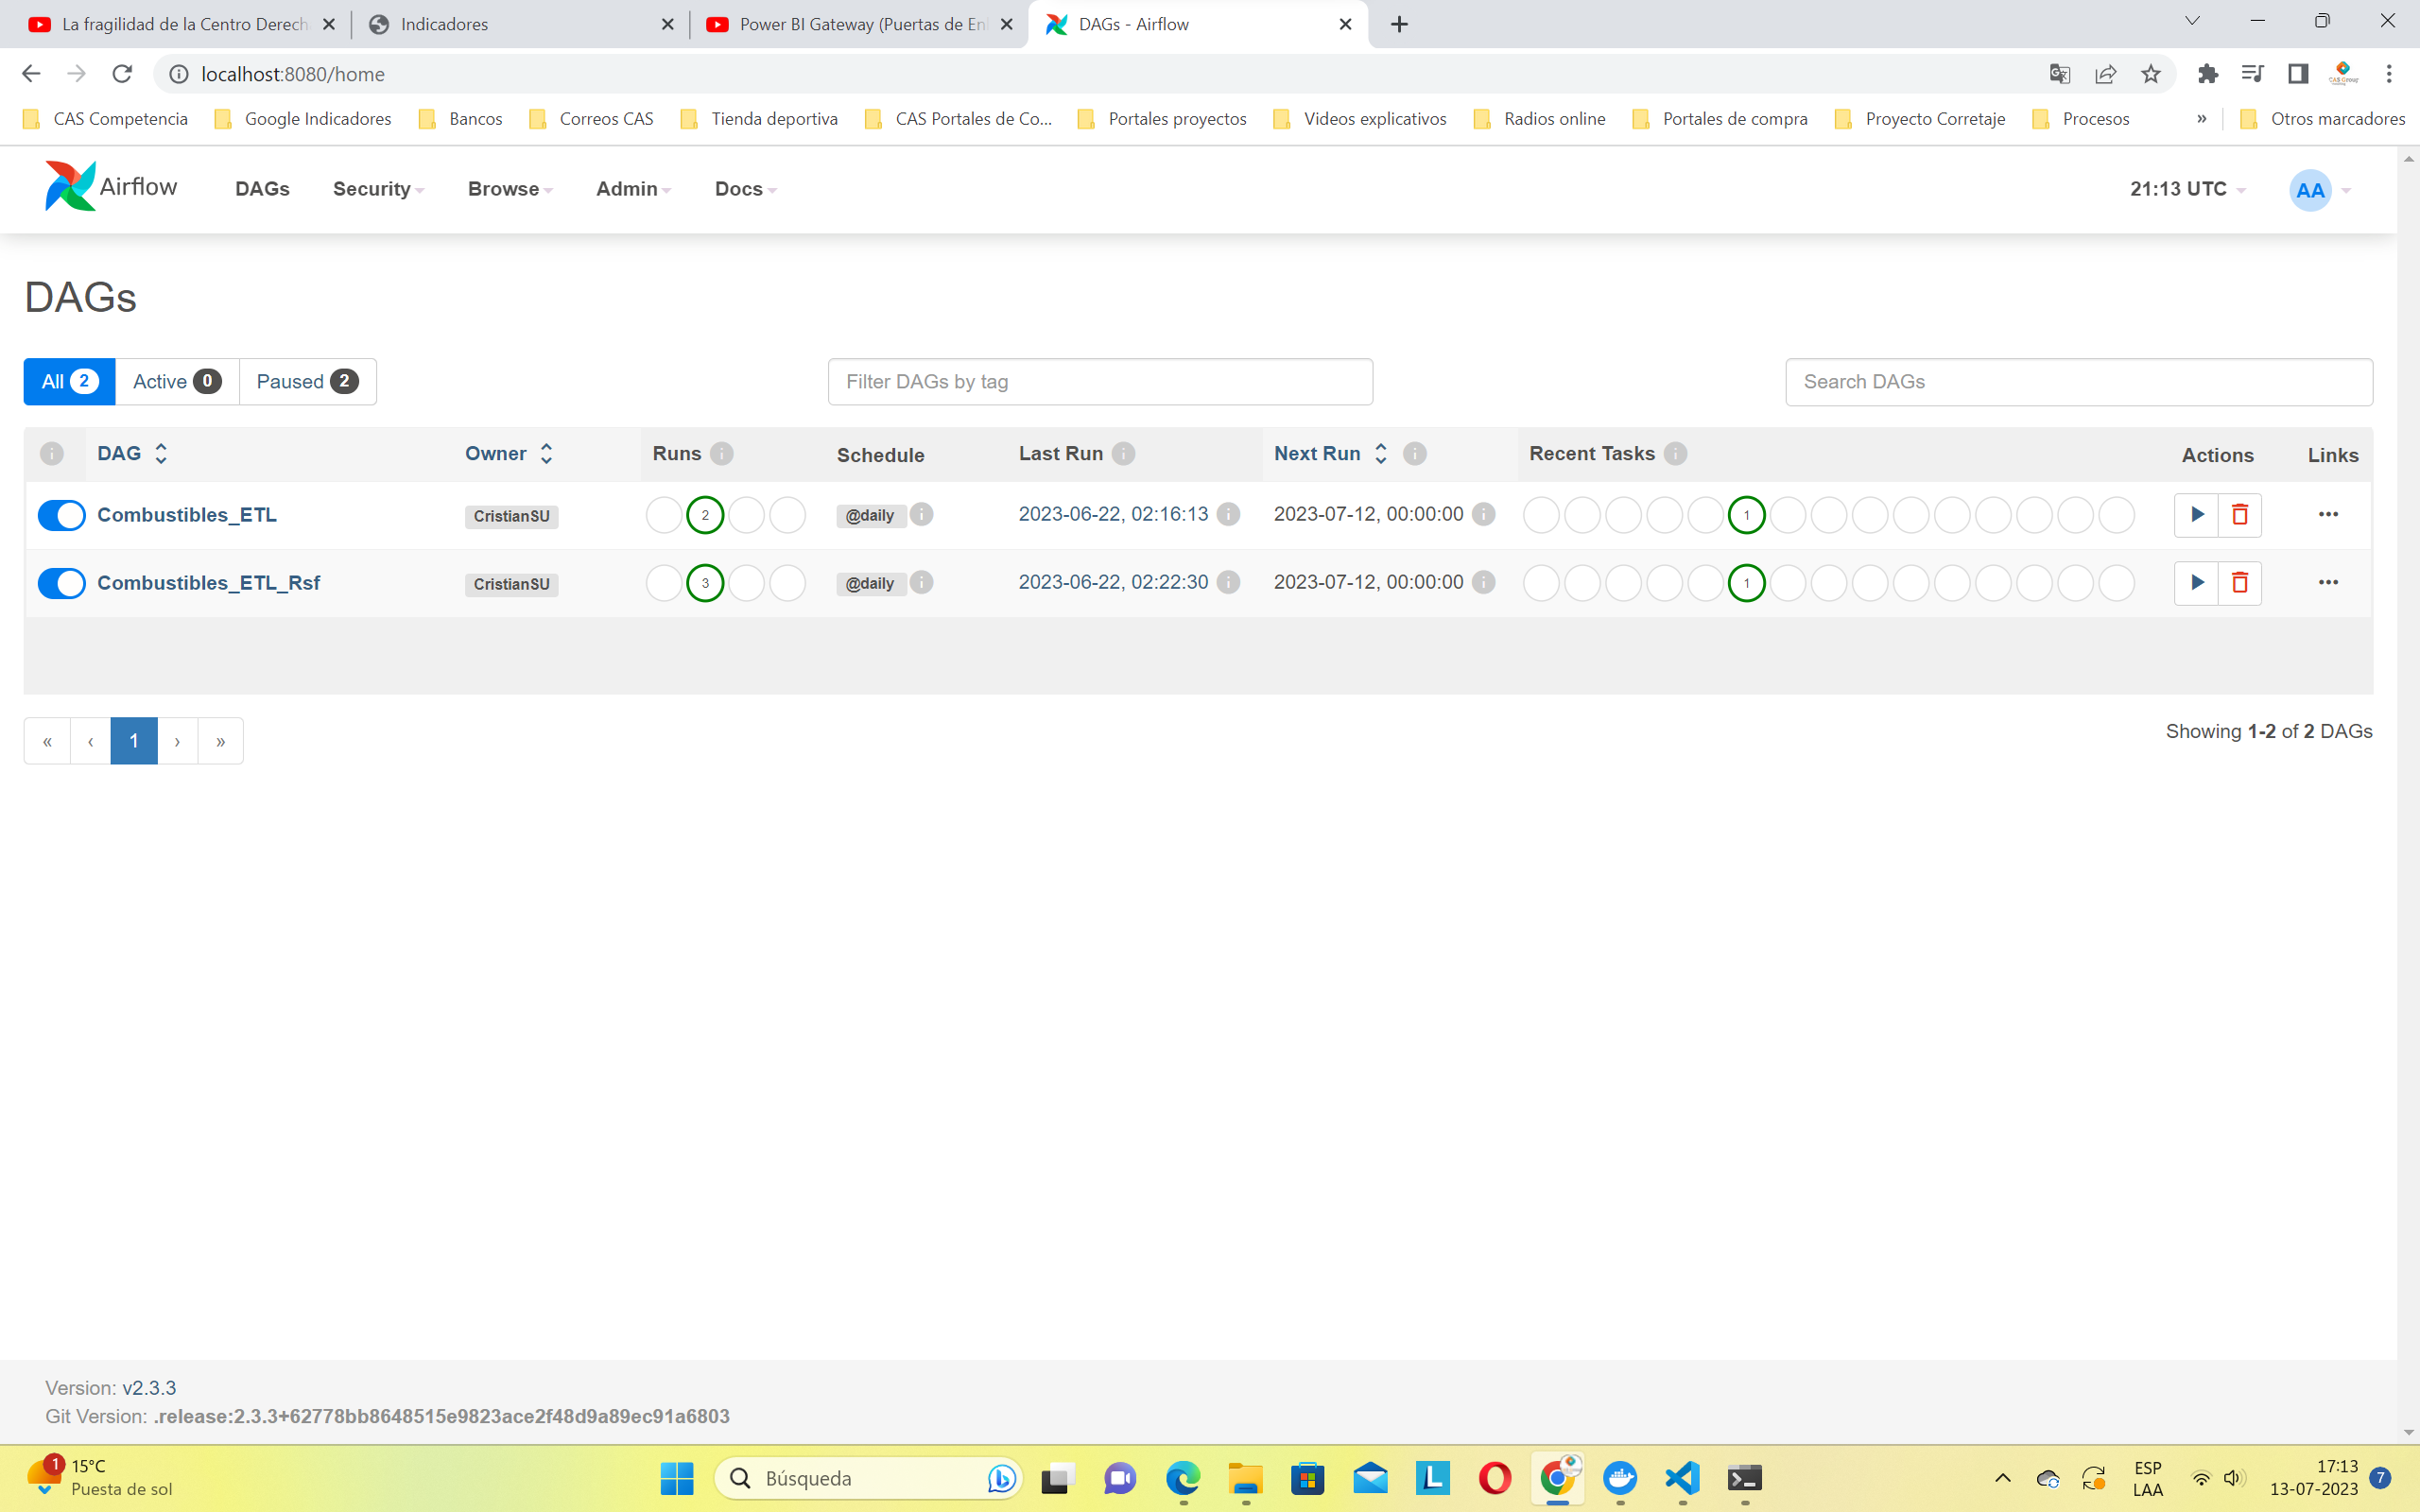 La fragilidad de la Centro Derech
Indicadores
Power BI Gateway (Puertas de En
DAGs - Airflow
localhost:8080/home
CAS Competencia
Google Indicadores
Bancos
Correos CAS
Tienda deportiva
CAS Portales de Co...
Portales proyectos
Videos explicativos
Radios online
Portales de compra
Proyecto Corretaje
Procesos
»
Otros marcadores
Airflow
DAGs
Security
Browse
Admin
Docs
21:13 UTC
AA
DAGs
All 2
Active 0
Paused 2
Filter DAGs by tag
Search DAGs
DAG
Owner
Runs
Schedule
Last Run
Next Run
Recent Tasks
Actions
Links
Combustibles_ETL
CristianSU
2
@daily
2023-06-22, 02:16:13
2023-07-12, 00:00:00
1
Combustibles_ETL_Rsf
CristianSU
3
@daily
2023-06-22, 02:22:30
2023-07-12, 00:00:00
1
« ‹ 1 › »
Showing 1-2 of 2 DAGs
Version: v2.3.3
Git Version: .release:2.3.3+62778bb8648515e9823ace2f48d9a89ec91a6803
1
15°C
Puesta de sol
Búsqueda
ESP
LAA
17:13
13-07-2023
7